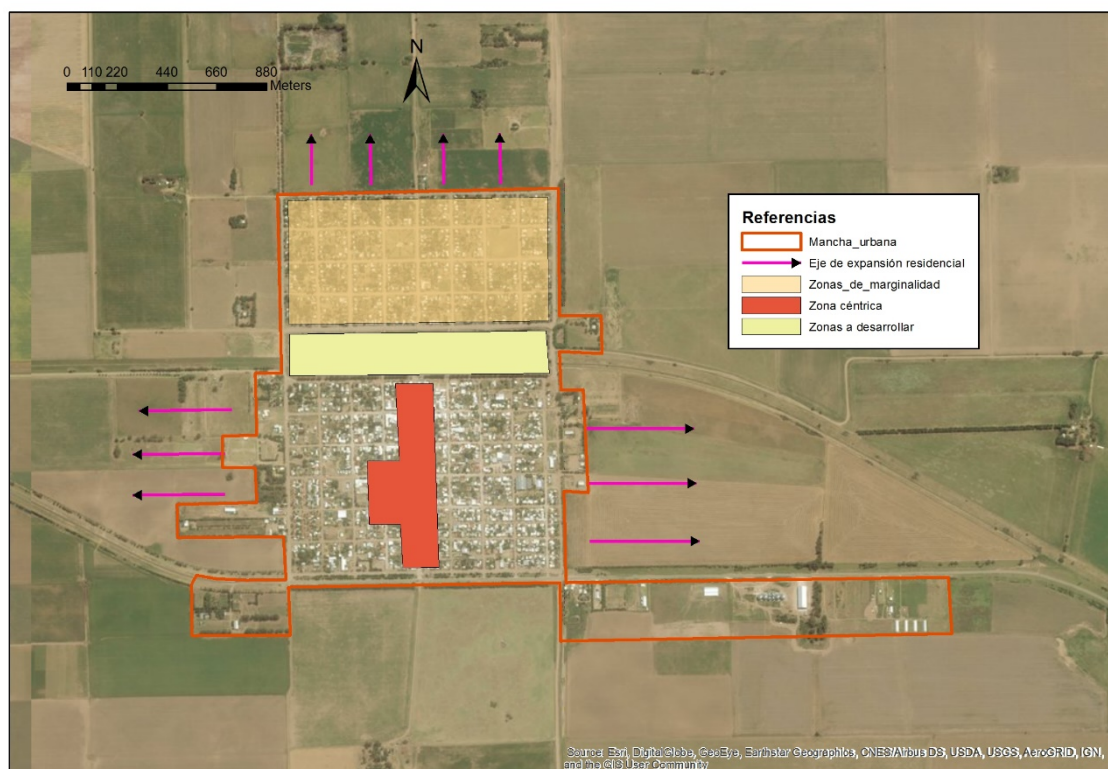 N
0 110 220 440 660 880
Meters
Referencias
Mancha_urbana
Eje de expansión residencial
Zonas_de_marginalidad
Zona céntrica
Zonas a desarrollar
Source: Esri, DigitalGlobe, GeoEye, Earthstar Geographics, CNES/Airbus DS, USDA, USGS, AeroGRID, IGN,
and the GIS User Community